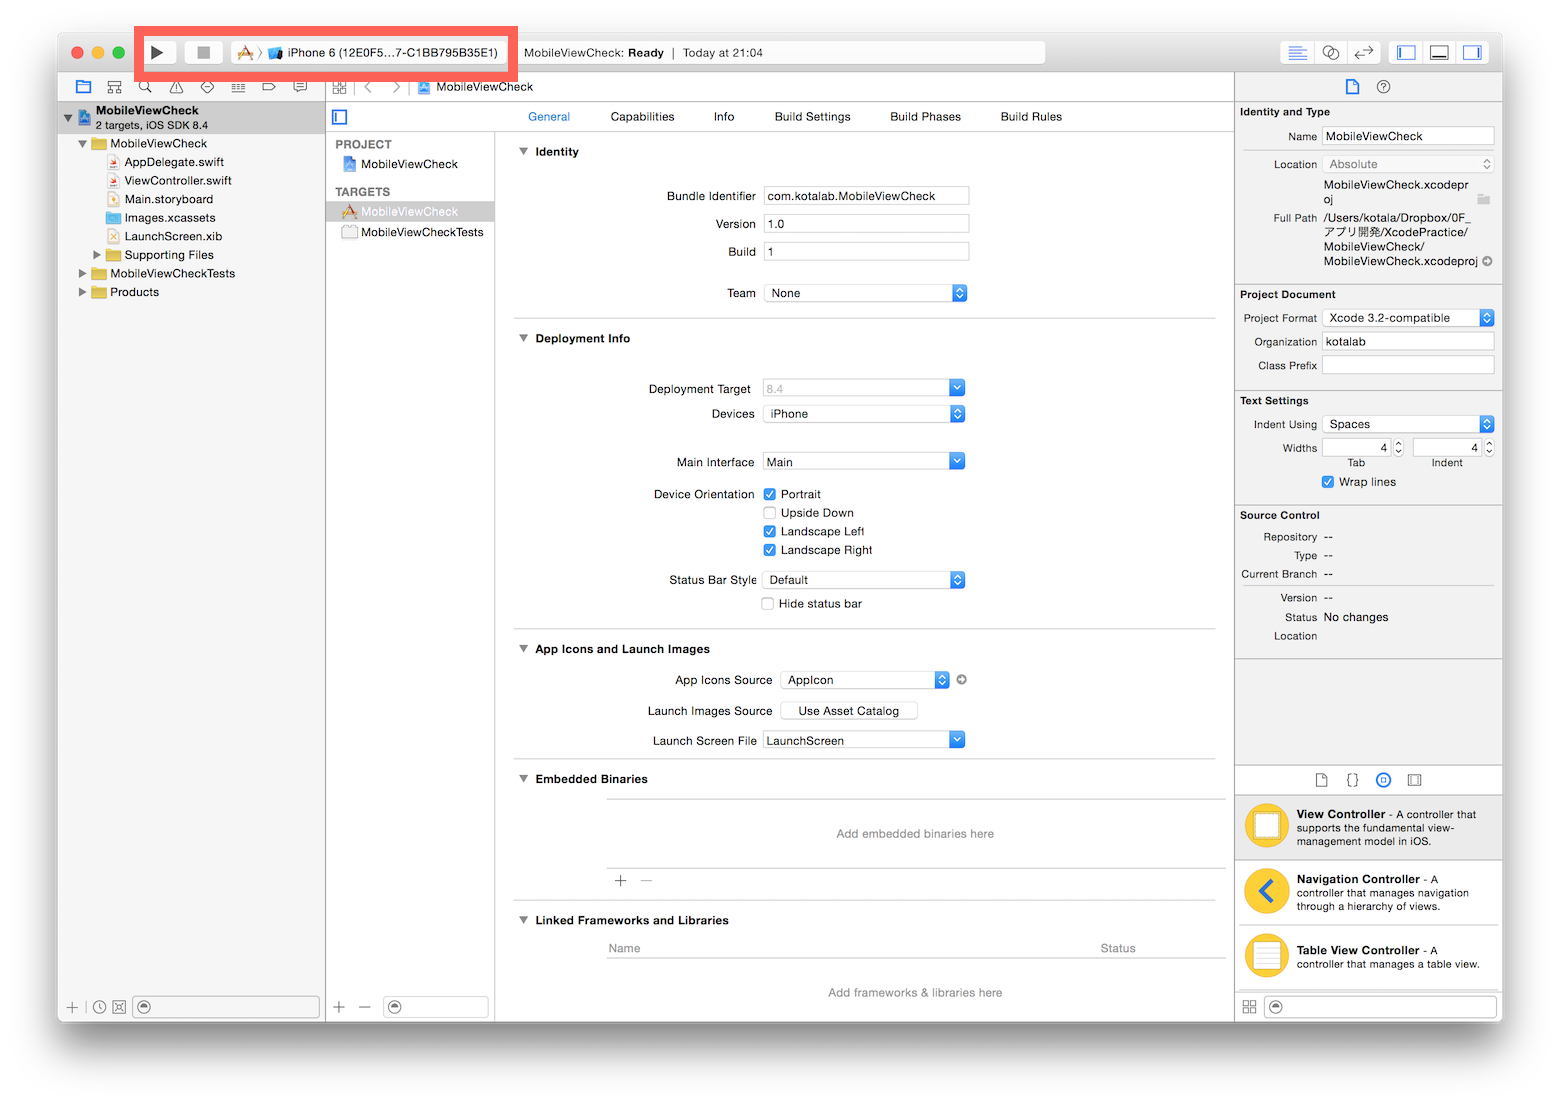 iPhone 6 (12E0F5...7-C1BB795B35E1)
MobileViewCheck: Ready | Today at 21:04
MobileViewCheck
MobileViewCheck
2 targets, iOS SDK 8.4
MobileViewCheck
AppDelegate.swift
ViewController.swift
Main.storyboard
Images.xcassets
LaunchScreen.xib
Supporting Files
MobileViewCheckTests
Products
General Capabilities Info Build Settings Build Phases Build Rules
PROJECT
MobileViewCheck
TARGETS
MobileViewCheck
MobileViewCheckTests
Identity
Bundle Identifier com.kotalab.MobileViewCheck
Version 1.0
Build 1
Team None
Deployment Info
Deployment Target 8.4
Devices iPhone
Main Interface Main
Device Orientation Portrait
Upside Down
Landscape Left
Landscape Right
Status Bar Style Default
Hide status bar
App Icons and Launch Images
App Icons Source AppIcon
Launch Images Source Use Asset Catalog
Launch Screen File LaunchScreen
Embedded Binaries
Add embedded binaries here
Linked Frameworks and Libraries
Name Status
Add frameworks & libraries here
Identity and Type
Name MobileViewCheck
Location Absolute
MobileViewCheck.xcodepr
oj
Full Path /Users/kotala/Dropbox/0F_
アプリ開発/XcodePractice/
MobileViewCheck/
MobileViewCheck.xcodeproj
Project Document
Project Format Xcode 3.2-compatible
Organization kotalab
Class Prefix
Text Settings
Indent Using Spaces
Widths 4 4
Tab Indent
Wrap lines
Source Control
Repository --
Type --
Current Branch --
Version --
Status No changes
Location
View Controller - A controller that
supports the fundamental view-
management model in iOS.
Navigation Controller - A
controller that manages navigation
through a hierarchy of views.
Table View Controller - A
controller that manages a table view.